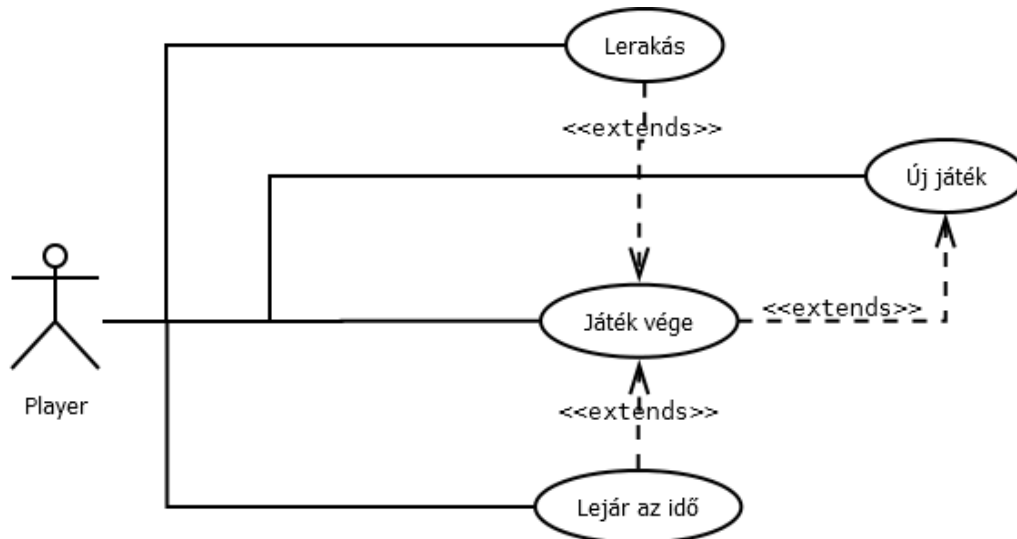 Lerakás
<<extends>>
Új játék
Játék vége
<<extends>>
Player
<<extends>>
Lejár az idő